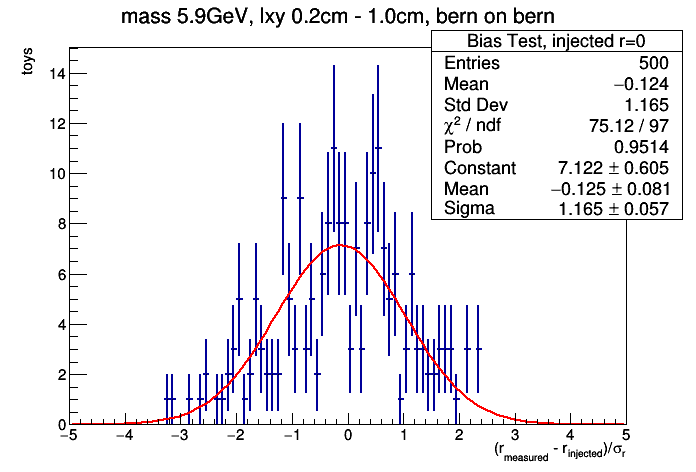 mass 5.9GeV, lxy 0.2cm - 1.0cm, bern on bern
Bias Test, injected r=0
Entries 500
Mean −0.124
Std Dev 1.165
χ² / ndf 75.12 / 97
Prob 0.9514
Constant 7.122 ± 0.605
Mean −0.125 ± 0.081
Sigma 1.165 ± 0.057
toys
14
12
10
8
6
4
2
0
−5 −4 −3 −2 −1 0 1 2 3 4 5
(r_measured - r_injected)/σ_r